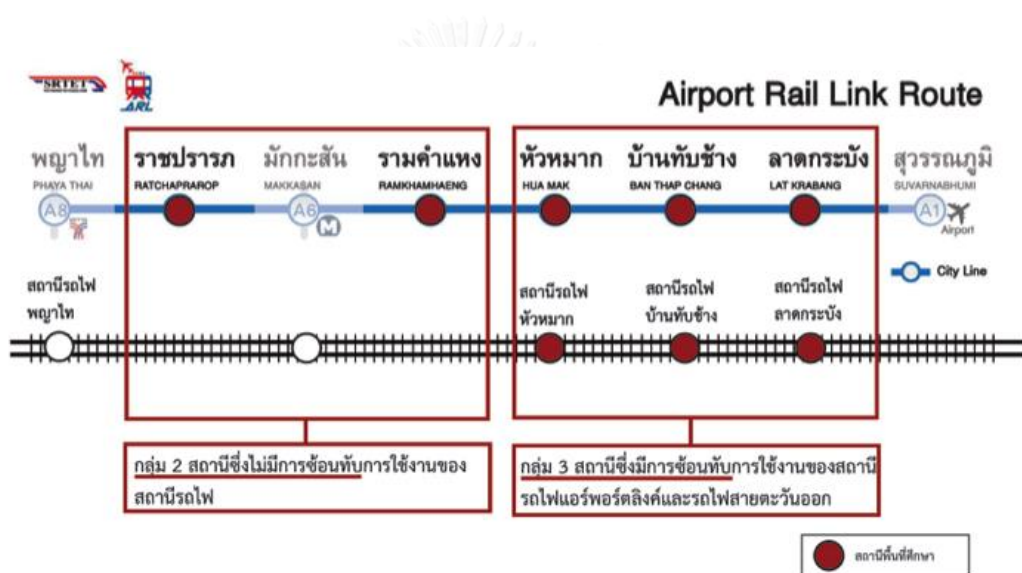 SRTET
ARL
Airport Rail Link Route
พญาไท
PHAYA THAI
A8
ราชปรารภ
RATCHAPRAROP
มักกะสัน
MAKKASAN
A6
M
รามคำแหง
RAMKHAMHAENG
หัวหมาก
HUA MAK
บ้านทับช้าง
BAN THAP CHANG
ลาดกระบัง
LAT KRABANG
สุวรรณภูมิ
SUVARNABHUMI
A1
Airport
City Line
สถานีรถไฟ
พญาไท
สถานีรถไฟ
หัวหมาก
สถานีรถไฟ
บ้านทับช้าง
สถานีรถไฟ
ลาดกระบัง
กลุ่ม 2 สถานีซึ่งไม่มีการซ้อนทับการใช้งานของ
สถานีรถไฟ
กลุ่ม 3 สถานีซึ่งมีการซ้อนทับการใช้งานของสถานี
รถไฟแอร์พอร์ตลิงค์และรถไฟสายตะวันออก
สถานีพื้นที่ศึกษา